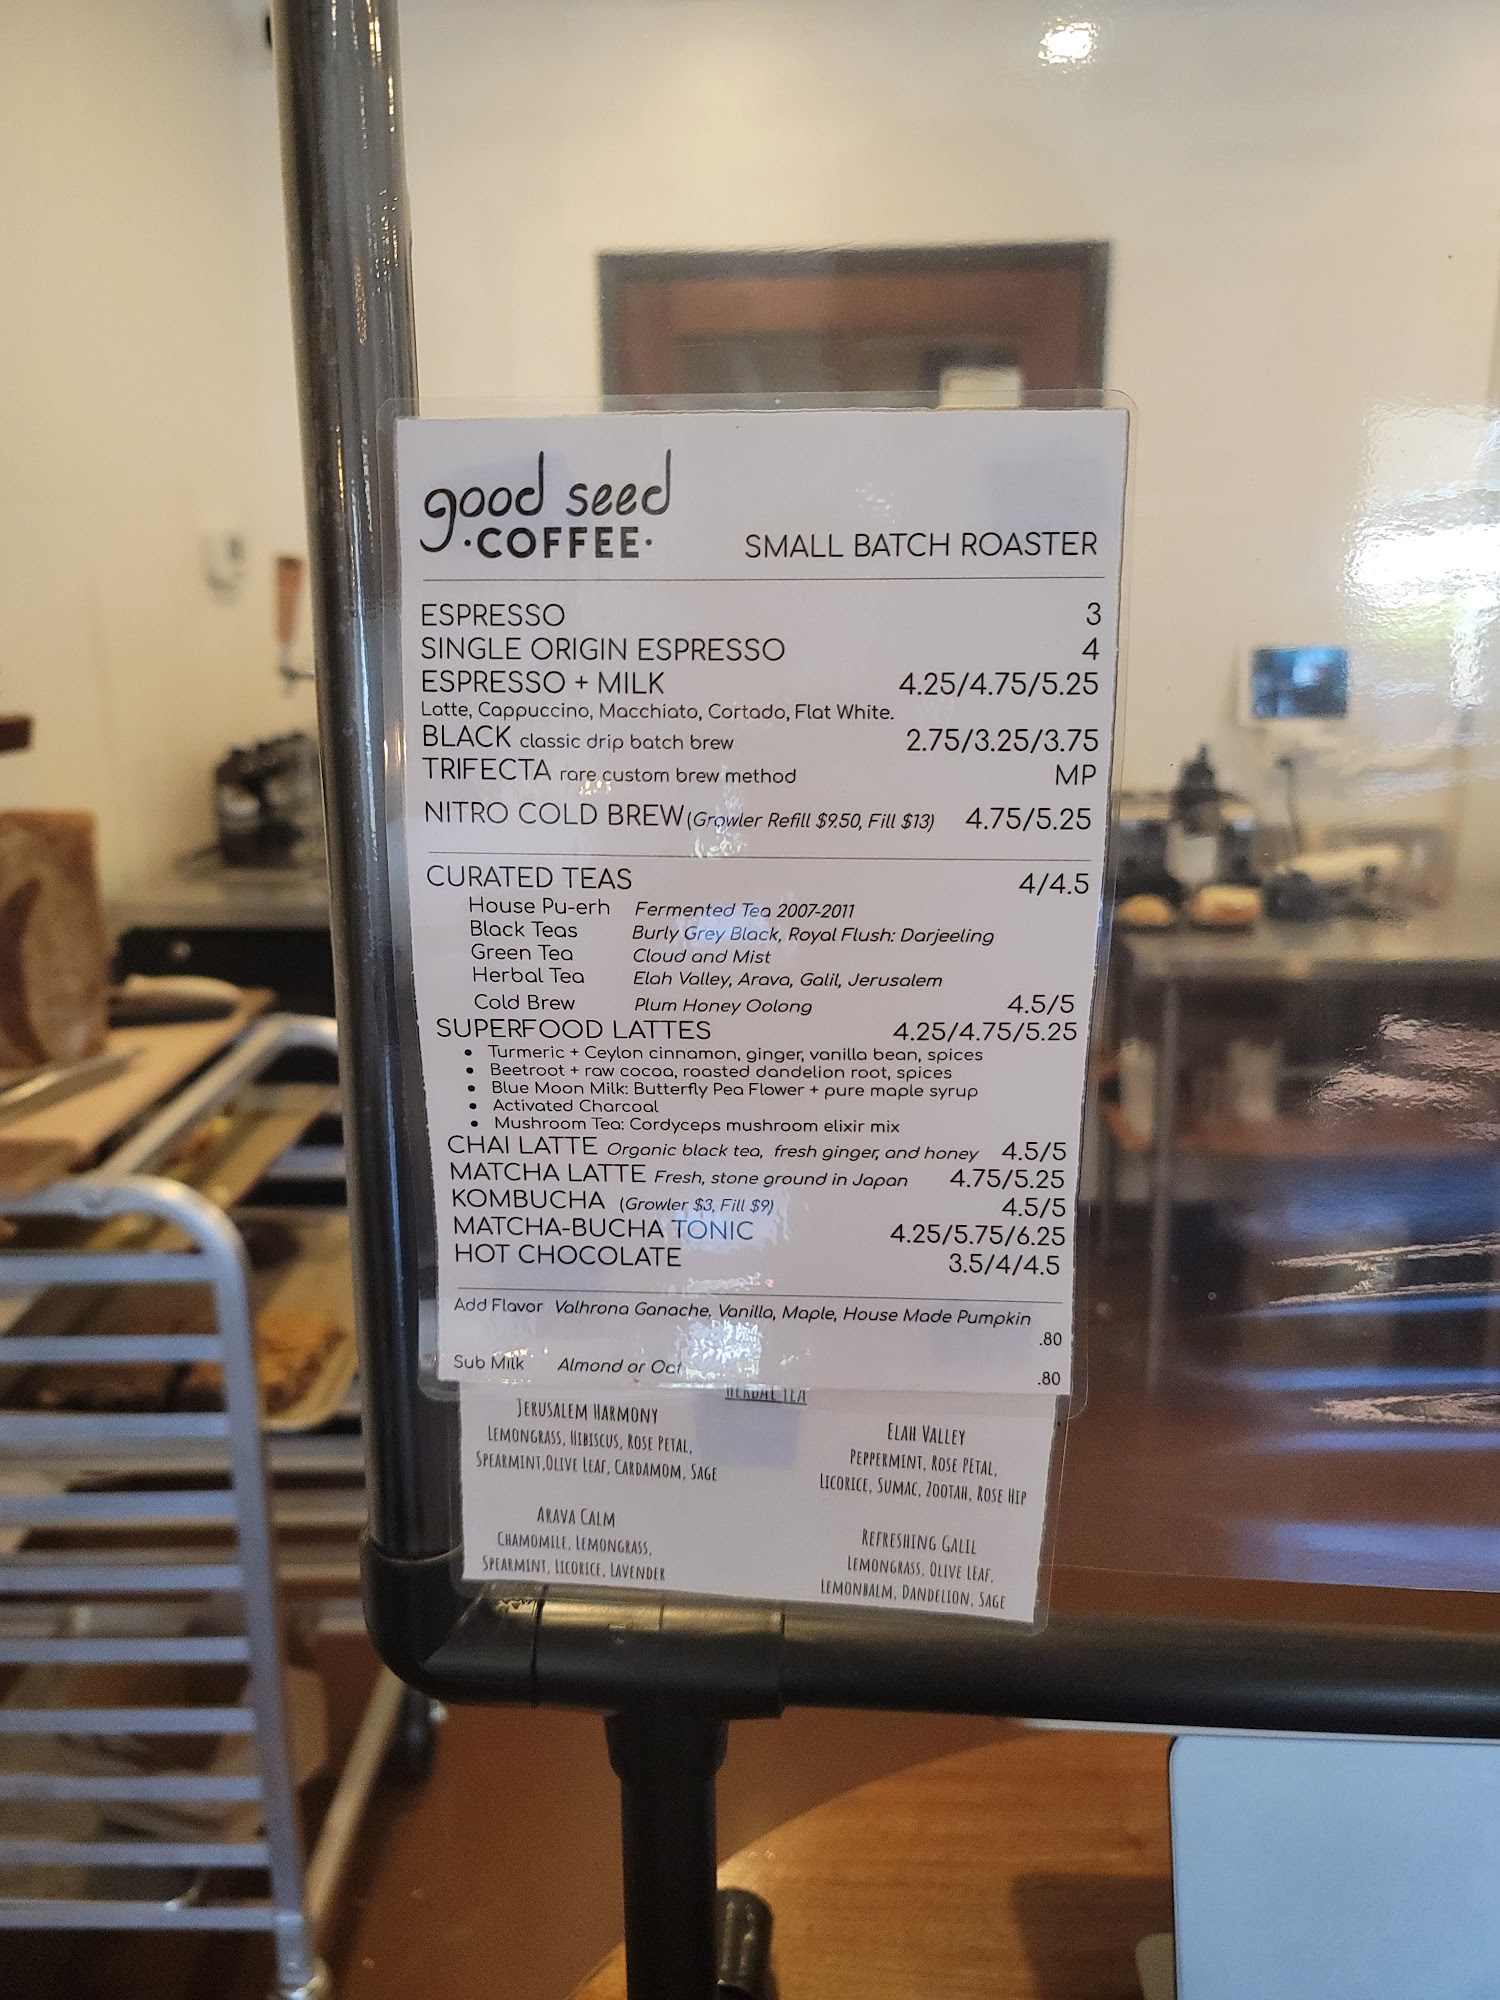 good seed
·COFFEE·
SMALL BATCH ROASTER
ESPRESSO 3
SINGLE ORIGIN ESPRESSO 4
ESPRESSO + MILK 4.25/4.75/5.25
Latte, Cappuccino, Macchiato, Cortado, Flat White.
BLACK classic drip batch brew 2.75/3.25/3.75
TRIFECTA rare custom brew method MP
NITRO COLD BREW (Growler Refill $9.50, Fill $13) 4.75/5.25
CURATED TEAS 4/4.5
House Pu-erh Fermented Tea 2007-2011
Black Teas Burly Grey Black, Royal Flush: Darjeeling
Green Tea Cloud and Mist
Herbal Tea Elah Valley, Arava, Galil, Jerusalem
Cold Brew Plum Honey Oolong 4.5/5
SUPERFOOD LATTES 4.25/4.75/5.25
• Turmeric + Ceylon cinnamon, ginger, vanilla bean, spices
• Beetroot + raw cocoa, roasted dandelion root, spices
• Blue Moon Milk: Butterfly Pea Flower + pure maple syrup
• Activated Charcoal
• Mushroom Tea: Cordyceps mushroom elixir mix
CHAI LATTE Organic black tea, fresh ginger, and honey 4.5/5
MATCHA LATTE Fresh, stone ground in Japan 4.75/5.25
KOMBUCHA (Growler $3, Fill $9) 4.5/5
MATCHA-BUCHA TONIC 4.25/5.75/6.25
HOT CHOCOLATE 3.5/4/4.5
Add Flavor Valhrona Ganache, Vanilla, Maple, House Made Pumpkin
.80
Sub Milk Almond or Oat
.80
HERBAL TEA
JERUSALEM HARMONY
LEMONGRASS, HIBISCUS, ROSE PETAL,
SPEARMINT,OLIVE LEAF, CARDAMOM, SAGE
ELAH VALLEY
PEPPERMINT, ROSE PETAL,
LICORICE, SUMAC, ZOOTAH, ROSE HIP
ARAVA CALM
CHAMOMILE, LEMONGRASS,
SPEARMINT, LICORICE, LAVENDER
REFRESHING GALIL
LEMONGRASS, OLIVE LEAF,
LEMONBALM, DANDELION, SAGE